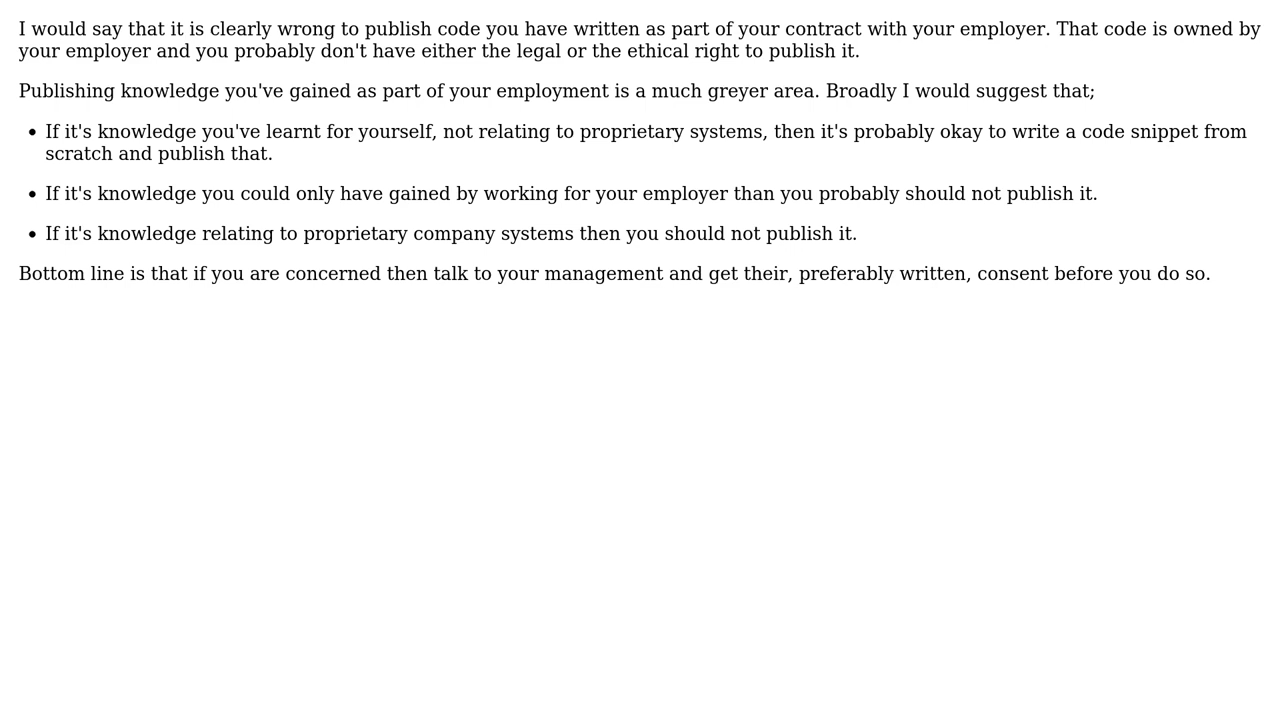 I would say that it is clearly wrong to publish code you have written as part of your contract with your employer. That code is owned by
your employer and you probably don't have either the legal or the ethical right to publish it.
Publishing knowledge you've gained as part of your employment is a much greyer area. Broadly I would suggest that;
• If it's knowledge you've learnt for yourself, not relating to proprietary systems, then it's probably okay to write a code snippet from
scratch and publish that.
• If it's knowledge you could only have gained by working for your employer than you probably should not publish it.
• If it's knowledge relating to proprietary company systems then you should not publish it.
Bottom line is that if you are concerned then talk to your management and get their, preferably written, consent before you do so.